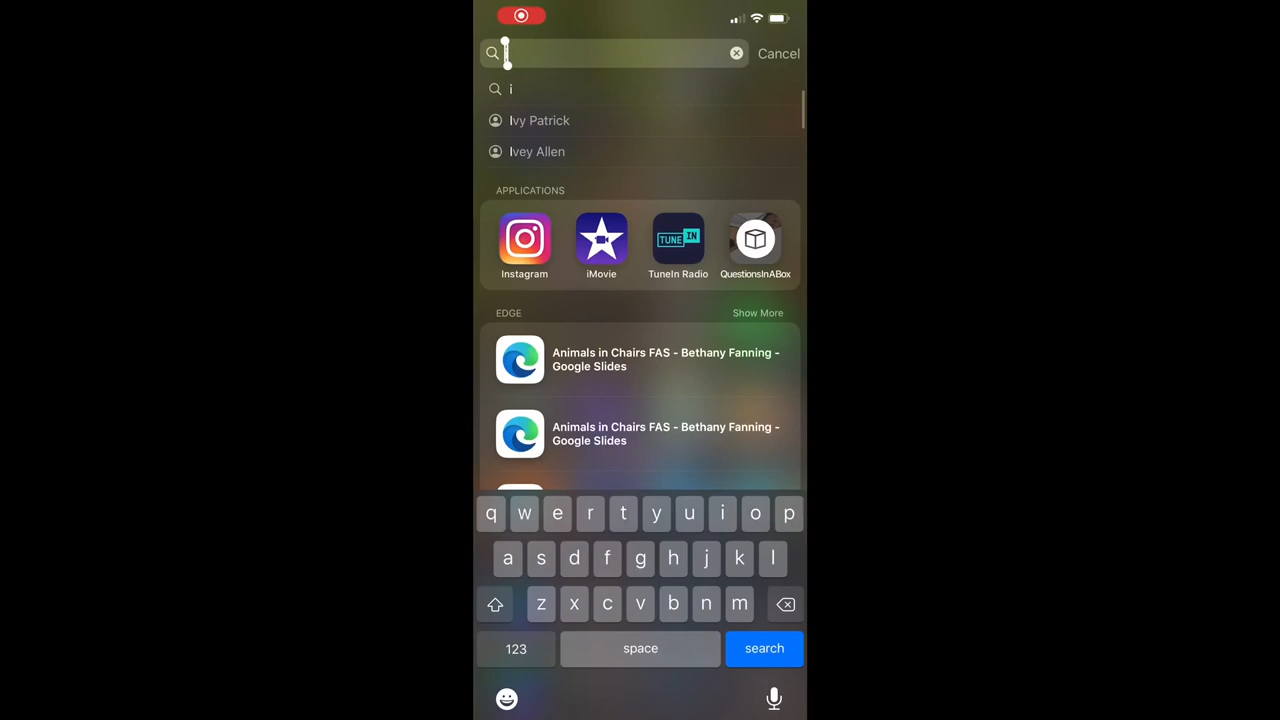 i
Cancel
i
Ivy Patrick
Ivey Allen
APPLICATIONS
TUNE IN
Instagram
iMovie
TuneIn Radio
QuestionsInABox
EDGE
Show More
Animals in Chairs FAS - Bethany Fanning -
Google Slides
Animals in Chairs FAS - Bethany Fanning -
Google Slides
q w e r t y u i o p
a s d f g h j k l
z x c v b n m
123
space
search